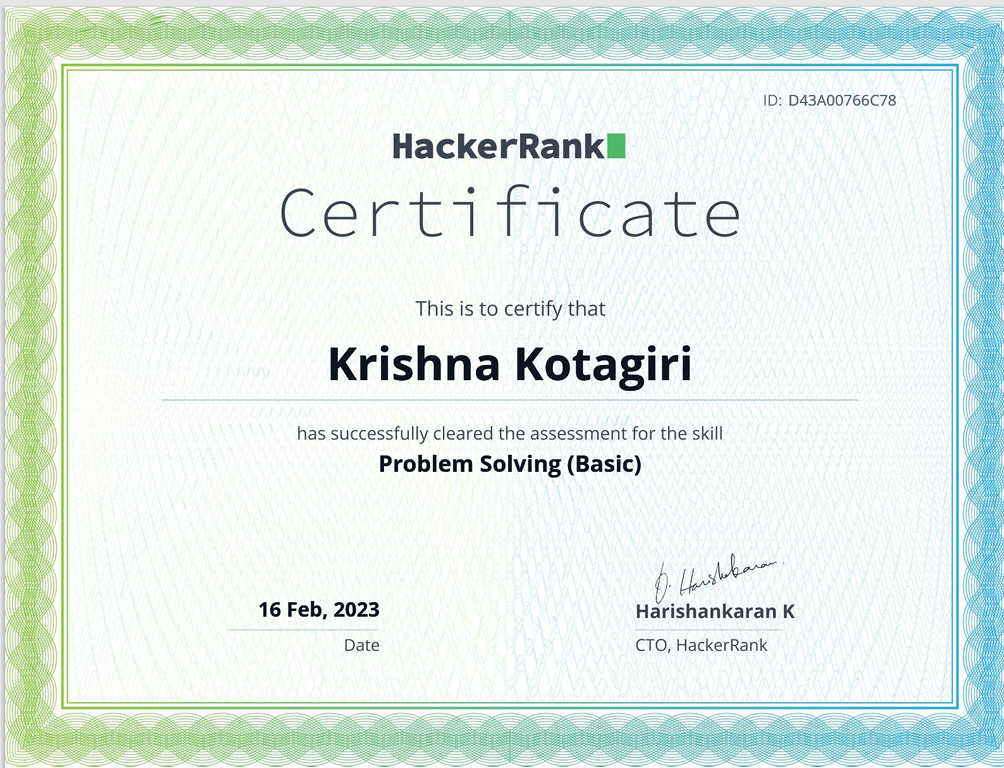 ID: D43A00766C78
HackerRank
Certificate
This is to certify that
Krishna Kotagiri
has successfully cleared the assessment for the skill
Problem Solving (Basic)
16 Feb, 2023
Date
Harishankaran K
CTO, HackerRank